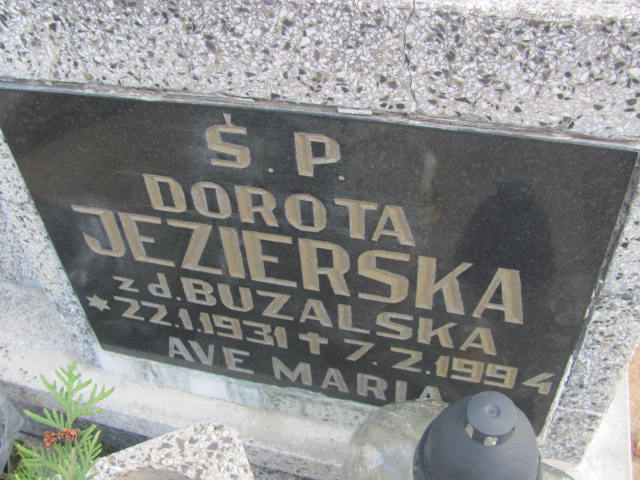 Ś.P.
DOROTA
JEZIERSKA
z d. BUZALSKA
* 22.1.1931 † 7.2.1994
AVE MARIA